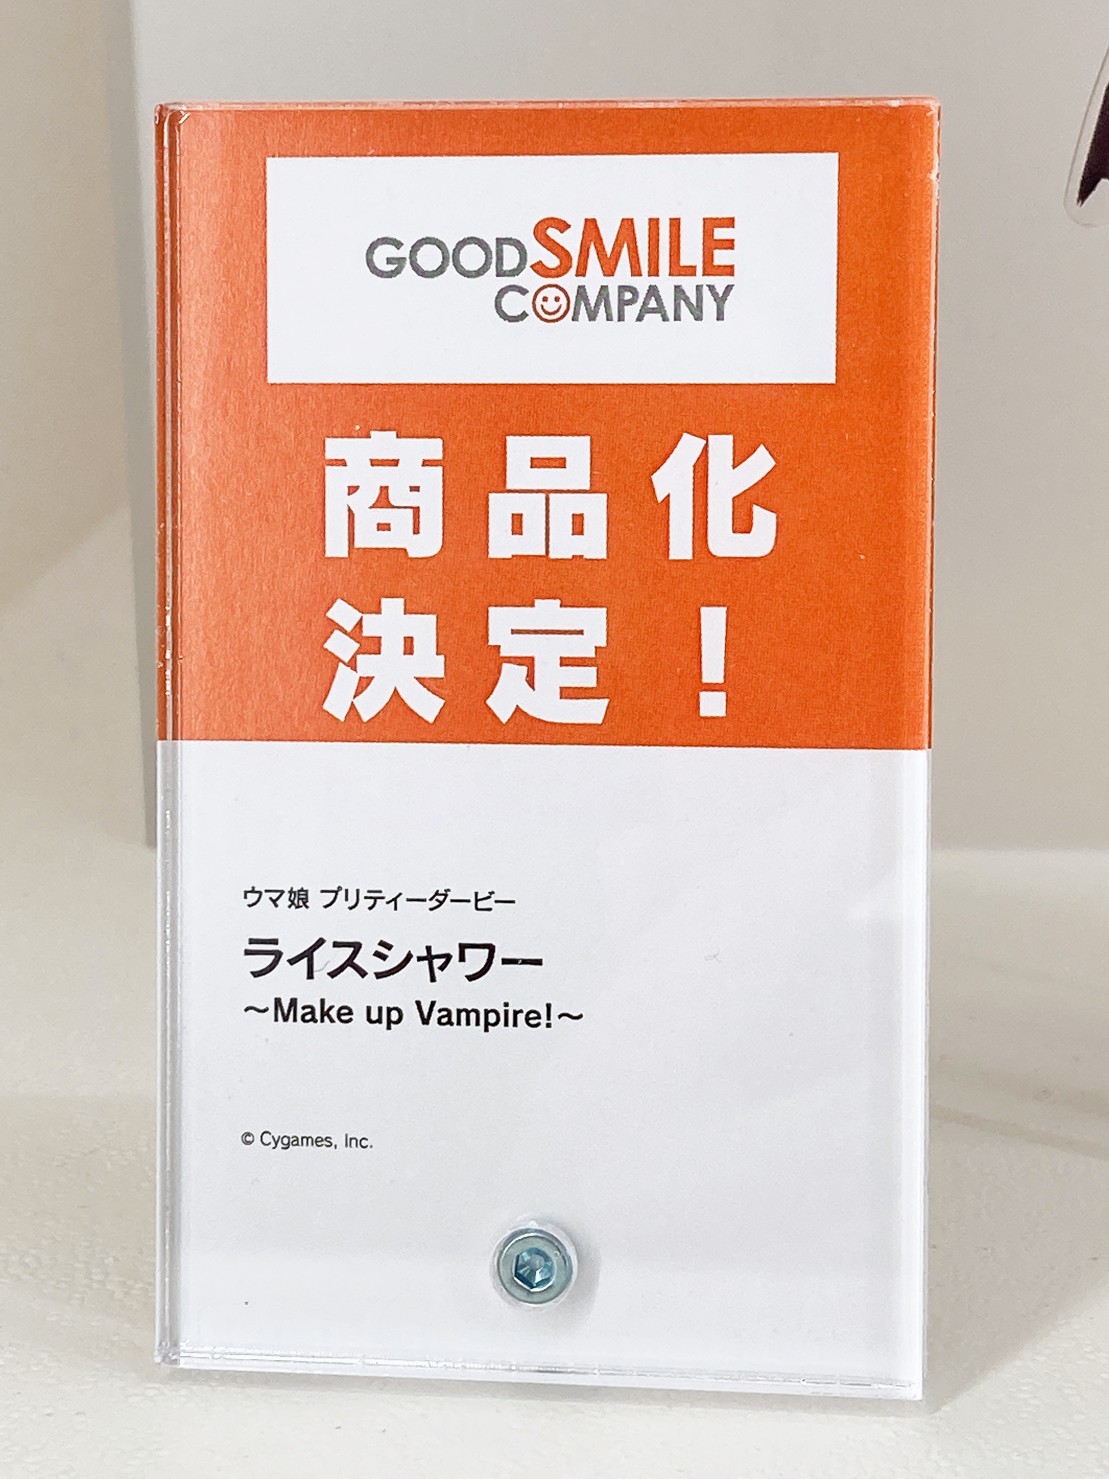 GOODSMILE
COMPANY
商品化
決定！
ウマ娘 プリティーダービー
ライスシャワー
～Make up Vampire!～
© Cygames, Inc.